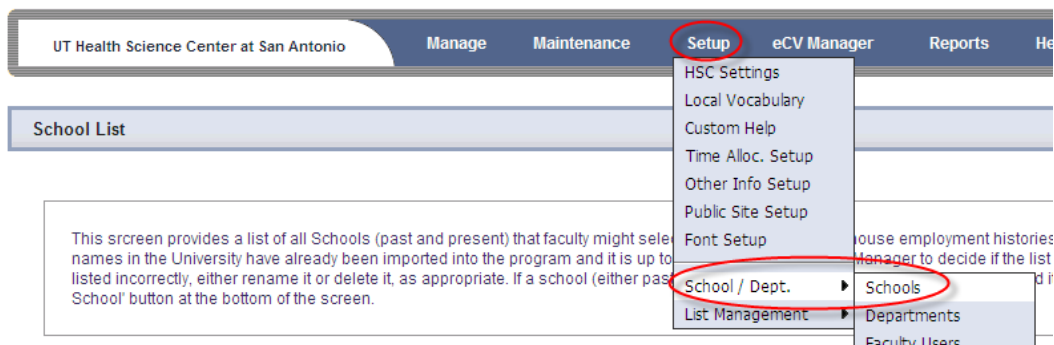 UT Health Science Center at San Antonio Manage Maintenance Setup eCV Manager Reports He
HSC Settings
Local Vocabulary
School List
Custom Help
Time Alloc. Setup
Other Info Setup
Public Site Setup
Font Setup
This srcreen provides a list of all Schools (past and present) that faculty might sele ouse employment histories
names in the University have already been imported into the program and it is up to Manager to decide if the list
listed incorrectly, either rename it or delete it, as appropriate. If a school (either pas
School / Dept. Schools
School' button at the bottom of the screen.
List Management Departments
Faculty Users